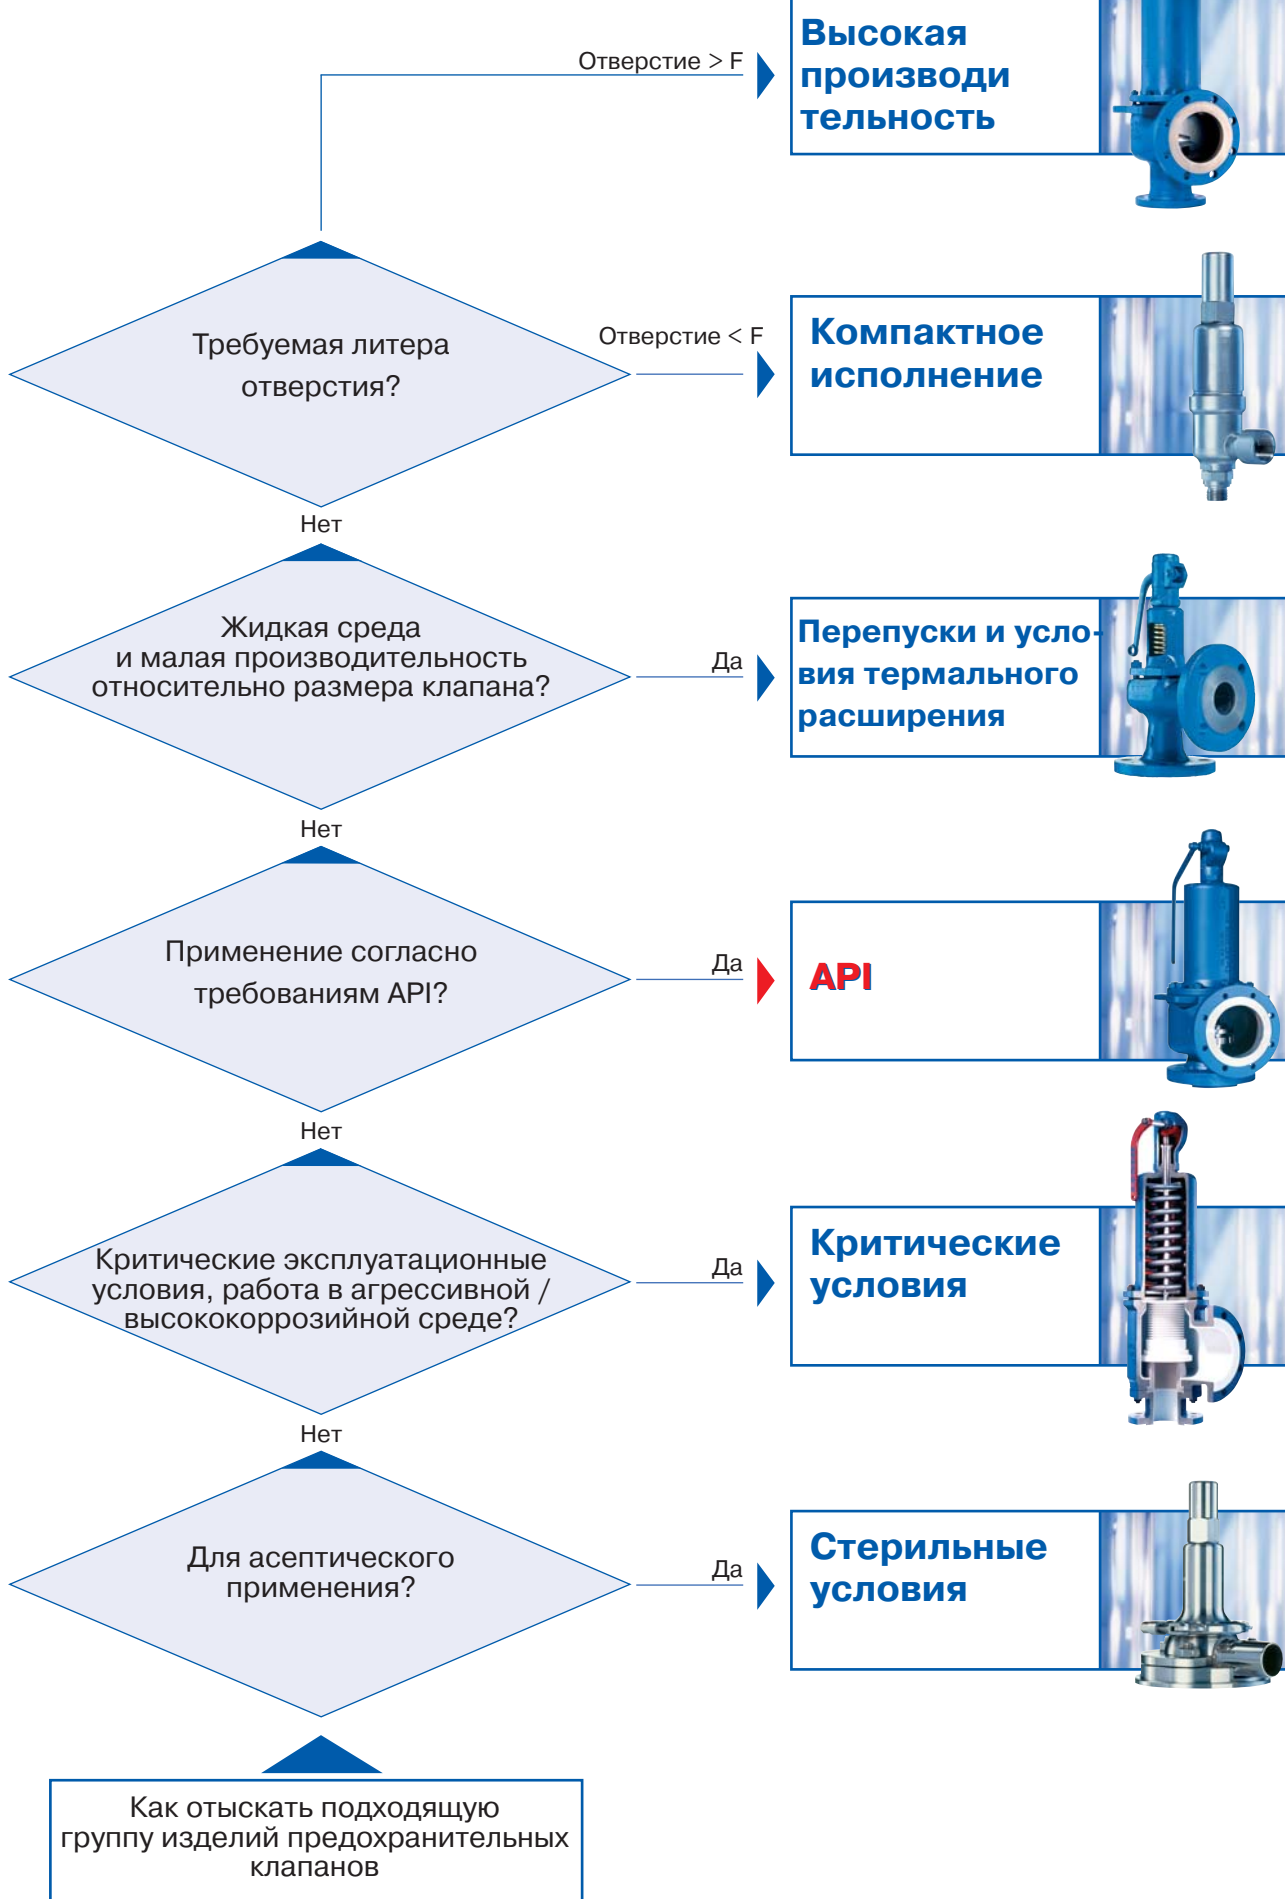 Отверстие > F
Высокая
производи
тельность
Требуемая литера
отверстия?
Отверстие < F
Компактное
исполнение
Нет
Жидкая среда
и малая производительность
относительно размера клапана?
Да
Перепуски и усло-
вия термального
расширения
Нет
Применение согласно
требованиям API?
Да
API
Нет
Критические эксплуатационные
условия, работа в агрессивной /
высококоррозийной среде?
Да
Критические
условия
Нет
Для асептического
применения?
Да
Стерильные
условия
Как отыскать подходящую
группу изделий предохранительных
клапанов